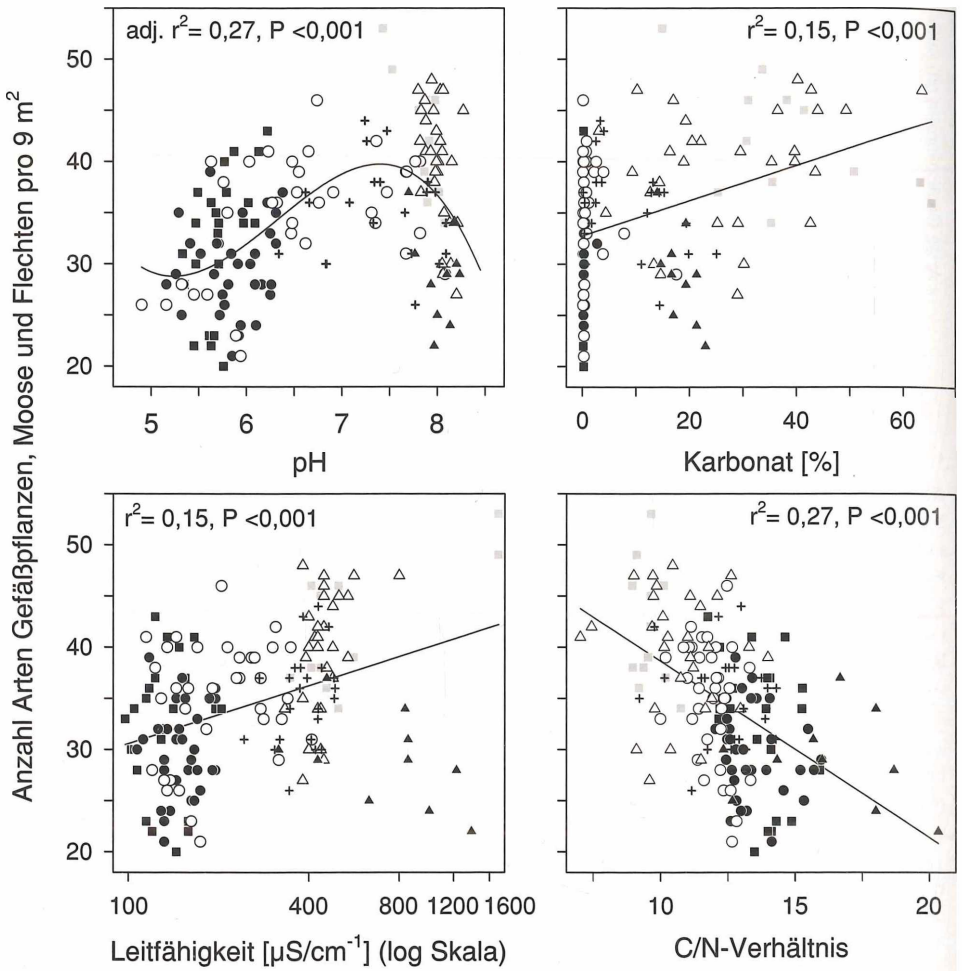 Anzahl Arten Gefäßpflanzen, Moose und Flechten pro 9 m²
adj. r²= 0,27, P <0,001
50
40
30
20
5 6 7 8
pH
r²= 0,15, P <0,001
0 20 40 60
Karbonat [%]
r²= 0,15, P <0,001
50
40
30
20
100 400 800 1200 1600
Leitfähigkeit [µS/cm⁻¹] (log Skala)
r²= 0,27, P <0,001
10 15 20
C/N-Verhältnis